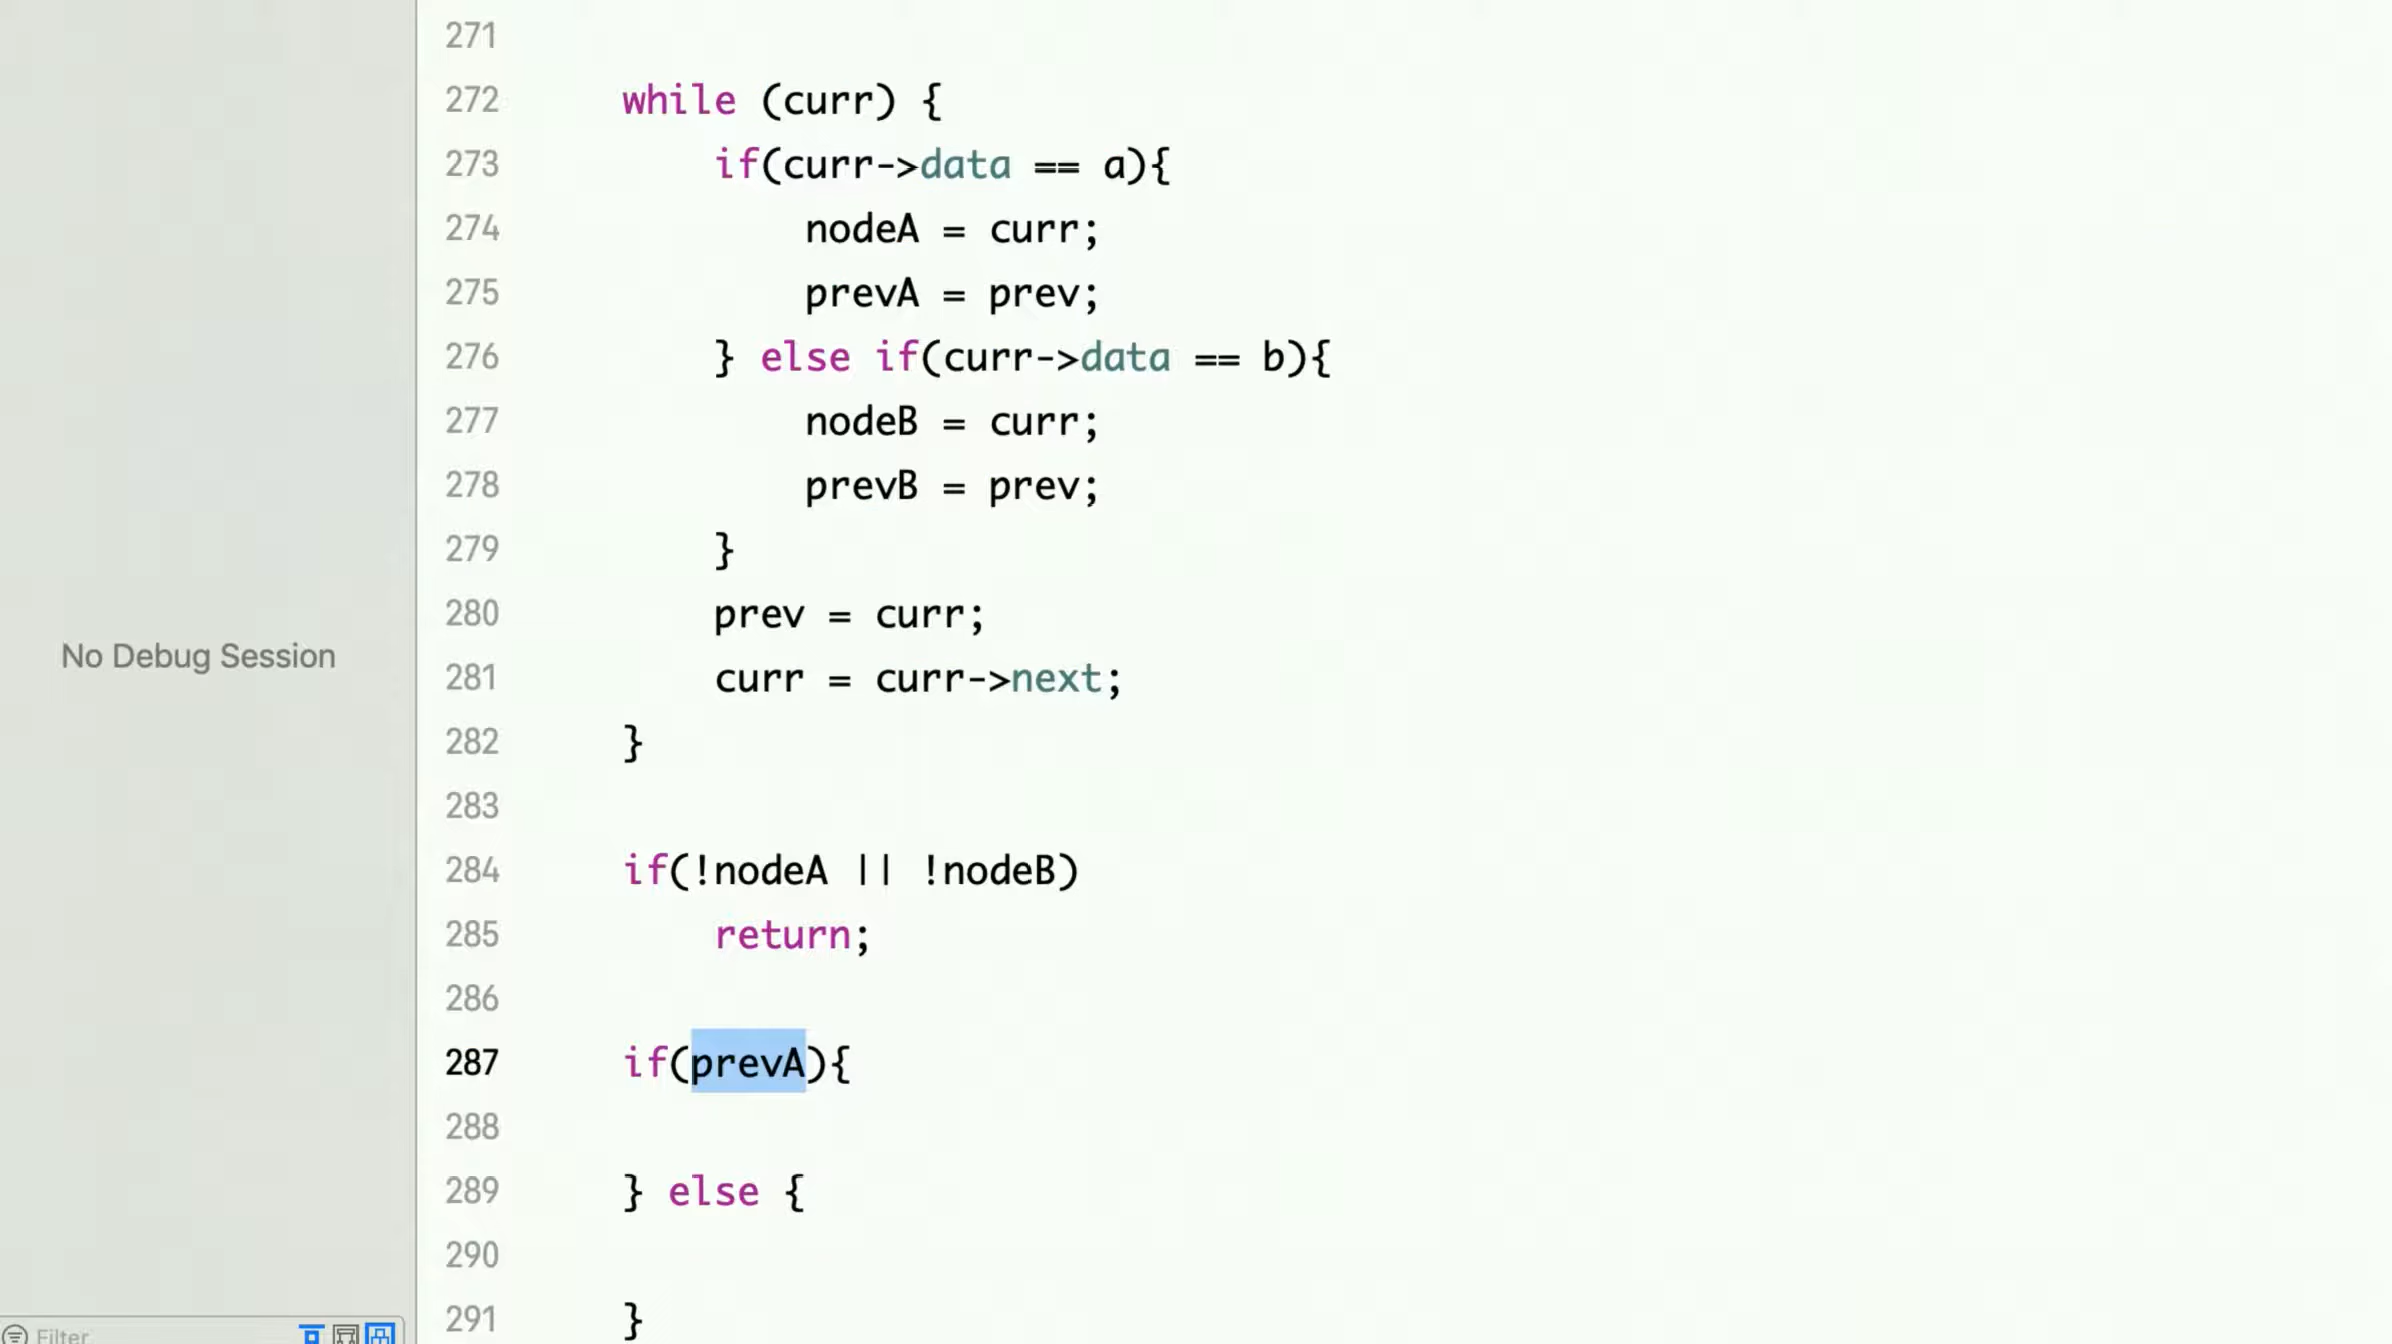 271
272 while (curr) {
273 if(curr->data == a){
274 nodeA = curr;
275 prevA = prev;
276 } else if(curr->data == b){
277 nodeB = curr;
278 prevB = prev;
279 }
280 prev = curr;
No Debug Session
281 curr = curr->next;
282 }
283
284 if(!nodeA || !nodeB)
285 return;
286
287 if(prevA){
288
289 } else {
290
291 }
Filter